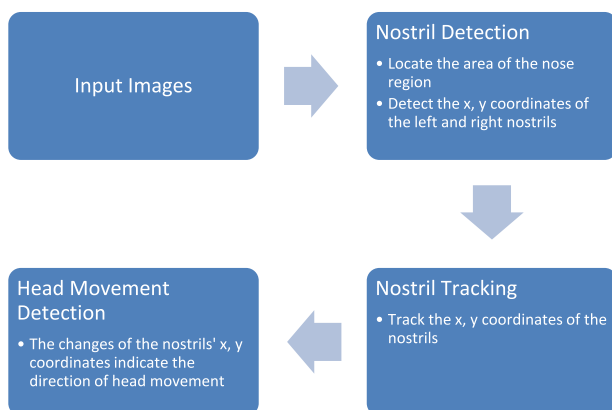 Input Images
Nostril Detection
• Locate the area of the nose
region
• Detect the x, y coordinates of
the left and right nostrils
Nostril Tracking
• Track the x, y coordinates of the
nostrils
Head Movement
Detection
• The changes of the nostrils' x, y
coordinates indicate the
direction of head movement